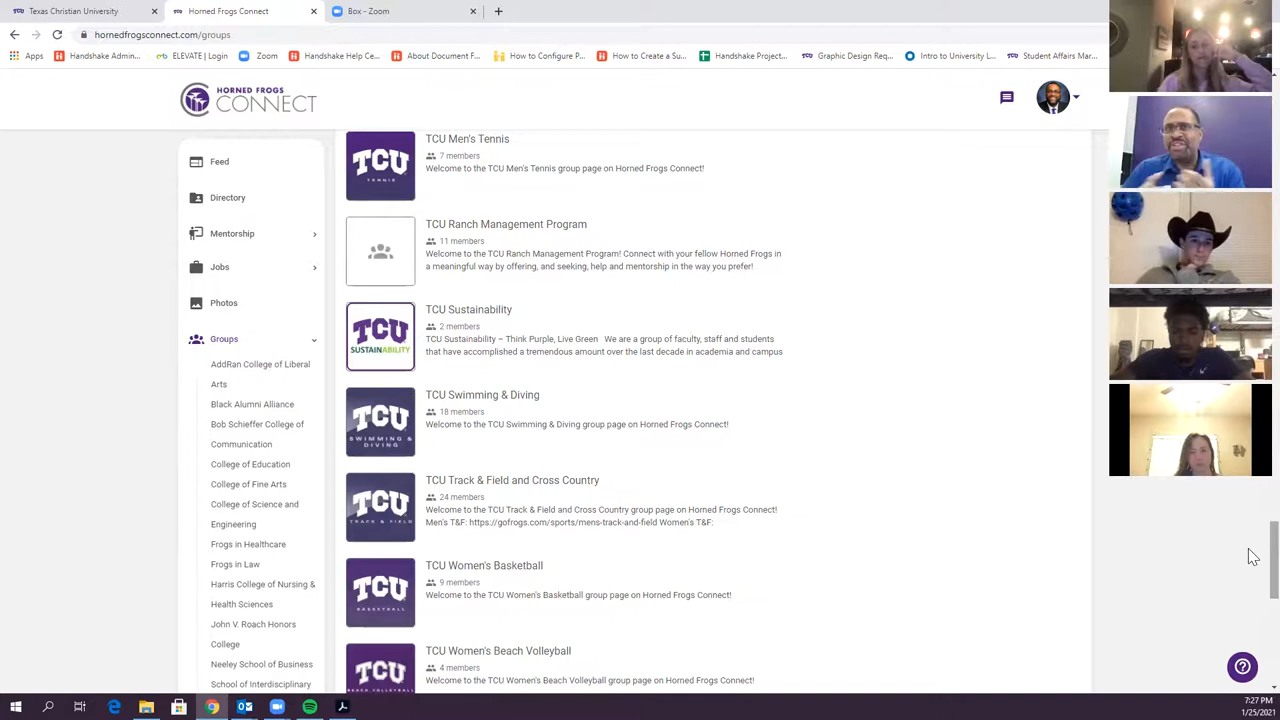 Texas Christian University
Horned Frogs Connect
Box - Zoom
hornedfrogsconnect.com/groups
Apps
Handshake Admin...
ELEVATE | Login
Zoom
Handshake Help Ce...
About Document F...
How to Configure P...
How to Create a Su...
Handshake Project...
Graphic Design Req...
Intro to University L...
Student Affairs Mar...
HORNED FROGS
CONNECT
Feed
Directory
Mentorship
Jobs
Photos
Groups
AddRan College of Liberal
Arts
Black Alumni Alliance
Bob Schieffer College of
Communication
College of Education
College of Fine Arts
College of Science and
Engineering
Frogs in Healthcare
Frogs in Law
Harris College of Nursing &
Health Sciences
John V. Roach Honors
College
Neeley School of Business
School of Interdisciplinary
TCU
TENNIS
TCU Men's Tennis
7 members
Welcome to the TCU Men's Tennis group page on Horned Frogs Connect!
TCU Ranch Management Program
11 members
Welcome to the TCU Ranch Management Program! Connect with your fellow Horned Frogs in
a meaningful way by offering, and seeking, help and mentorship in the way you prefer!
TCU
SUSTAINABILITY
TCU Sustainability
2 members
TCU Sustainability – Think Purple, Live Green We are a group of faculty, staff and students
that have accomplished a tremendous amount over the last decade in academia and campus
TCU
SWIMMING &
DIVING
TCU Swimming & Diving
18 members
Welcome to the TCU Swimming & Diving group page on Horned Frogs Connect!
TCU
TRACK & FIELD
TCU Track & Field and Cross Country
24 members
Welcome to the TCU Track & Field and Cross Country group page on Horned Frogs Connect!
Men's T&F: https://gofrogs.com/sports/mens-track-and-field Women's T&F:
TCU
BASKETBALL
TCU Women's Basketball
9 members
Welcome to the TCU Women's Basketball group page on Horned Frogs Connect!
TCU
BEACH VOLLEYBALL
TCU Women's Beach Volleyball
4 members
Welcome to the TCU Women's Beach Volleyball group page on Horned Frogs Connect!
7:27 PM
1/25/2021